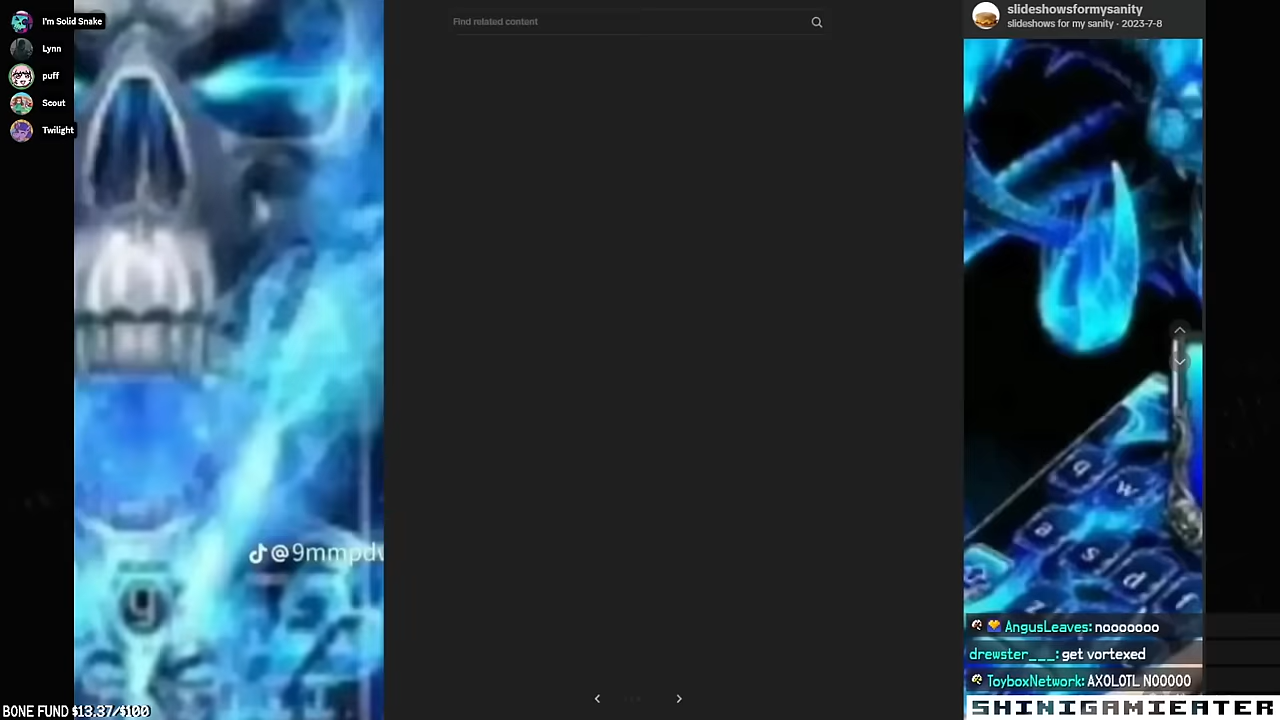 I'm Solid Snake
Lynn
puff
Scout
Twilight
Find related content
slideshowsformysanity
slideshows for my sanity · 2023-7-8
@9mmpdv
g
q w
a s d f
z
AngusLeaves: nooooooo
drewster___: get vortexed
ToyboxNetwork: AXOLOTL NOOOOO
BONE FUND $13.37/$100
SHINIGAMIEATER